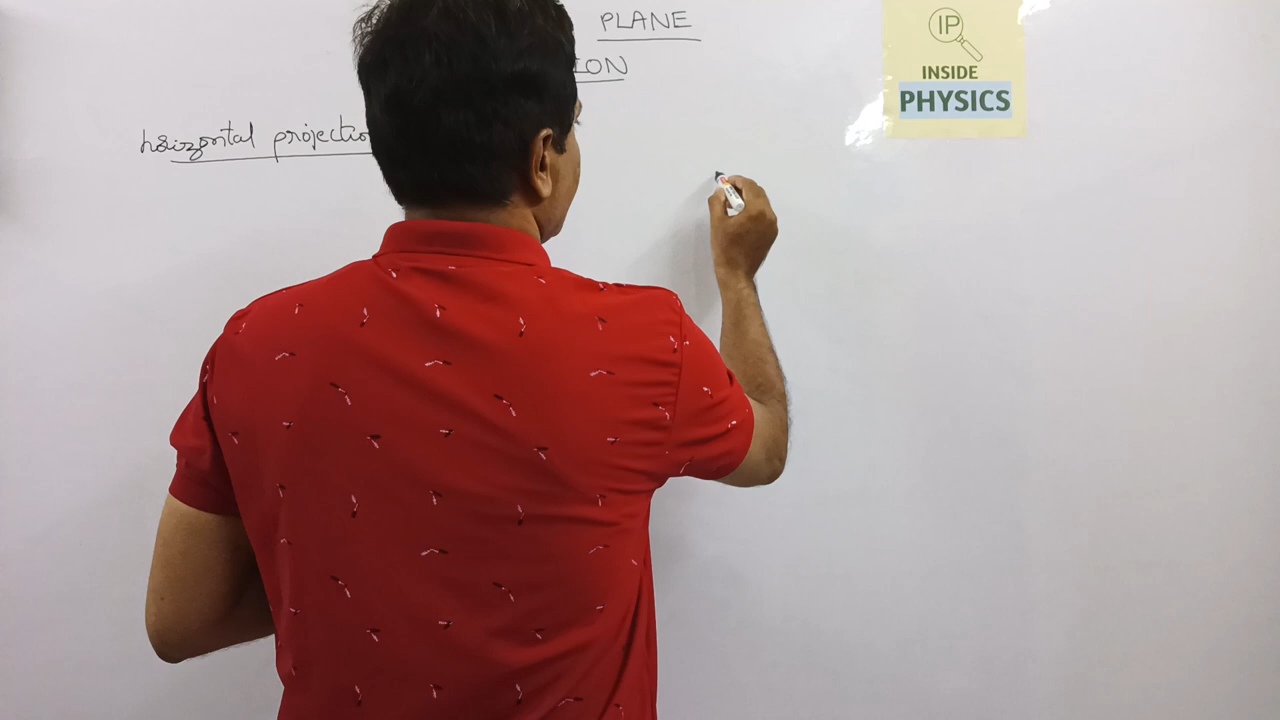 PLANE
ION
horizontal projection
IP
INSIDE
PHYSICS